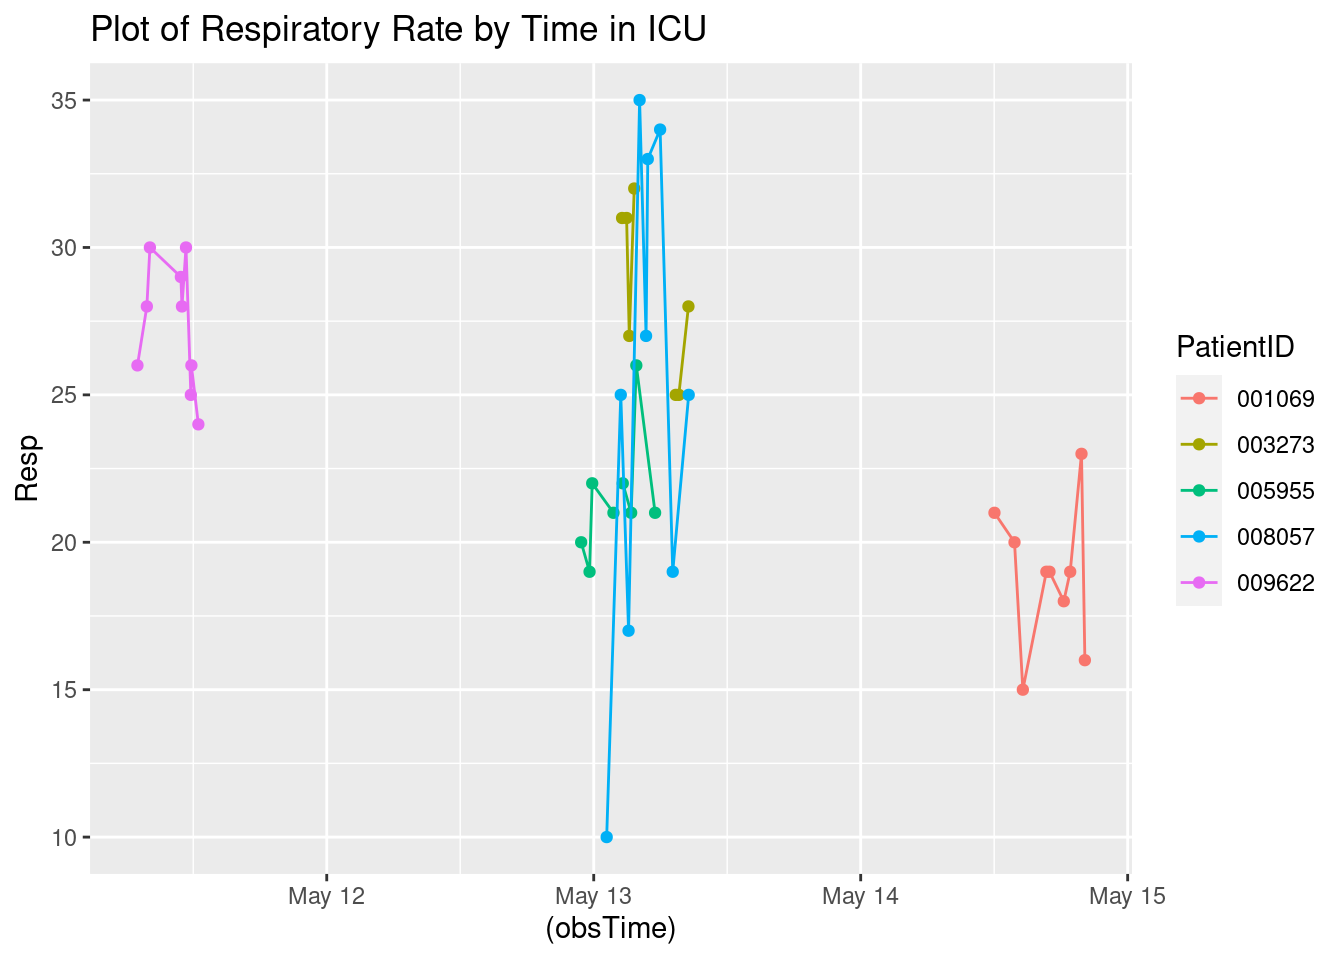 Plot of Respiratory Rate by Time in ICU
Resp
35
30
25
20
15
10
May 12
May 13
May 14
May 15
(obsTime)
PatientID
001069
003273
005955
008057
009622